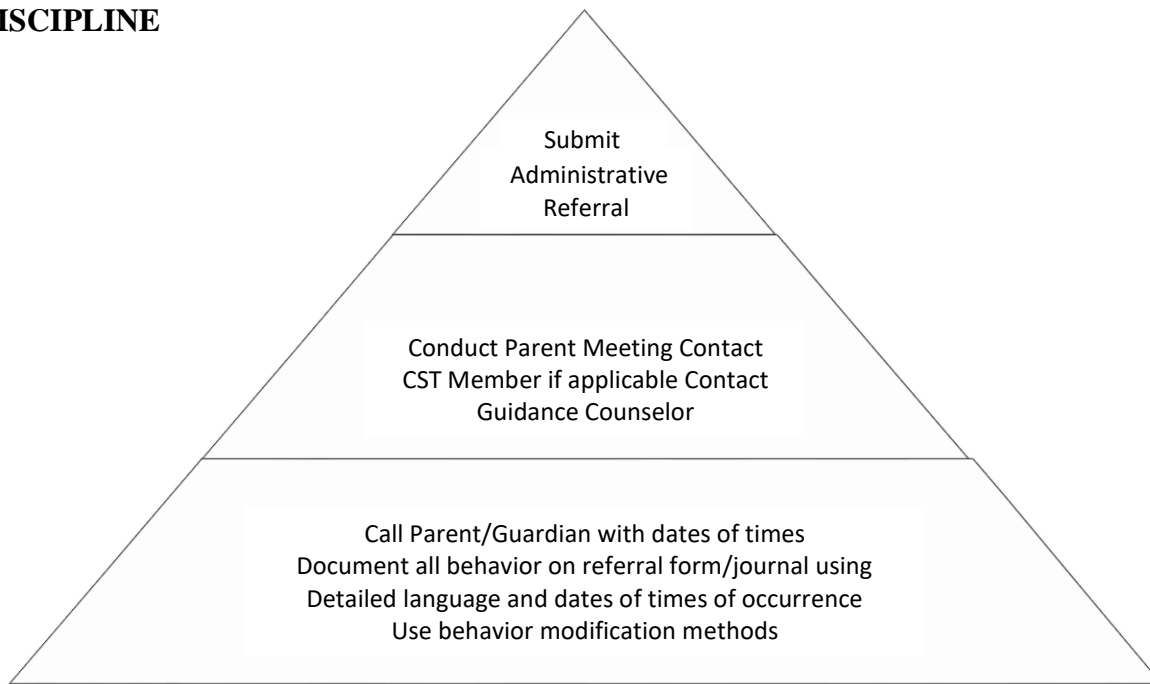 ISCIPLINE
Submit
Administrative
Referral
Conduct Parent Meeting Contact
CST Member if applicable Contact
Guidance Counselor
Call Parent/Guardian with dates of times
Document all behavior on referral form/journal using
Detailed language and dates of times of occurrence
Use behavior modification methods